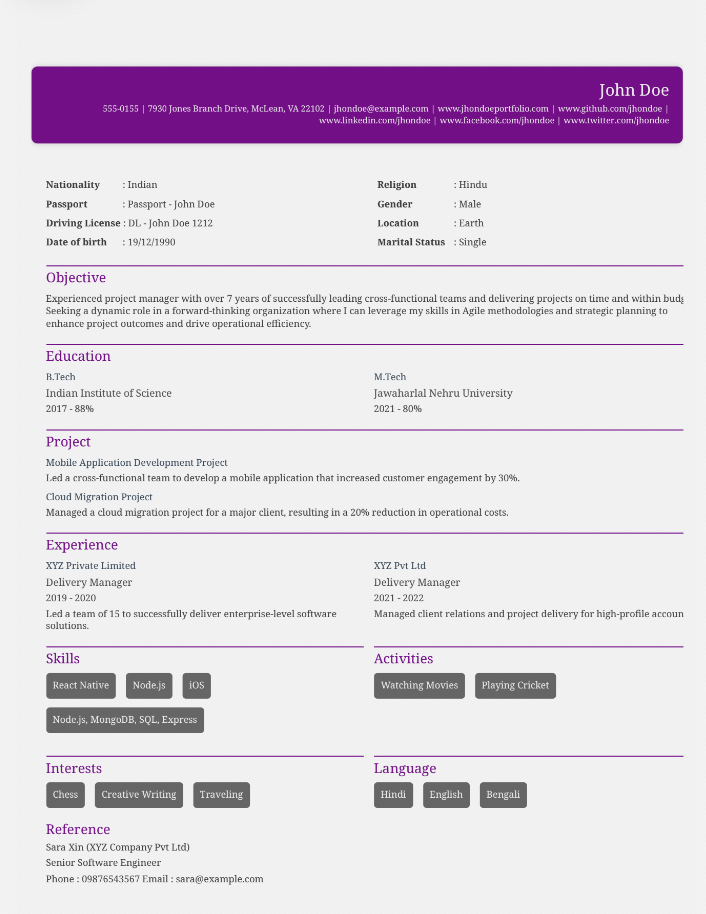 John Doe
555-0155 | 7930 Jones Branch Drive, McLean, VA 22102 | jhondoe@example.com | www.jhondoeportfolio.com | www.github.com/jhondoe |
www.linkedin.com/jhondoe | www.facebook.com/jhondoe | www.twitter.com/jhondoe
Nationality : Indian
Religion : Hindu
Passport : Passport - John Doe
Gender : Male
Driving License : DL - John Doe 1212
Location : Earth
Date of birth : 19/12/1990
Marital Status : Single
Objective
Experienced project manager with over 7 years of successfully leading cross-functional teams and delivering projects on time and within
Seeking a dynamic role in a forward-thinking organization where I can leverage my skills in Agile methodologies and strategic planning to
enhance project outcomes and drive operational efficiency.
Education
B.Tech
Indian Institute of Science
2017 - 88%
M.Tech
Jawaharlal Nehru University
2021 - 80%
Project
Mobile Application Development Project
Led a cross-functional team to develop a mobile application that increased customer engagement by 30%.
Cloud Migration Project
Managed a cloud migration project for a major client, resulting in a 20% reduction in operational costs.
Experience
XYZ Private Limited
Delivery Manager
2019 - 2020
Led a team of 15 to successfully deliver enterprise-level software
solutions.
XYZ Pvt Ltd
Delivery Manager
2021 - 2022
Managed client relations and project delivery for high-profile accoun
Skills
React Native
Node.js
iOS
Node.js, MongoDB, SQL, Express
Activities
Watching Movies
Playing Cricket
Interests
Chess
Creative Writing
Traveling
Language
Hindi
English
Bengali
Reference
Sara Xin (XYZ Company Pvt Ltd)
Senior Software Engineer
Phone : 09876543567 Email : sara@example.com